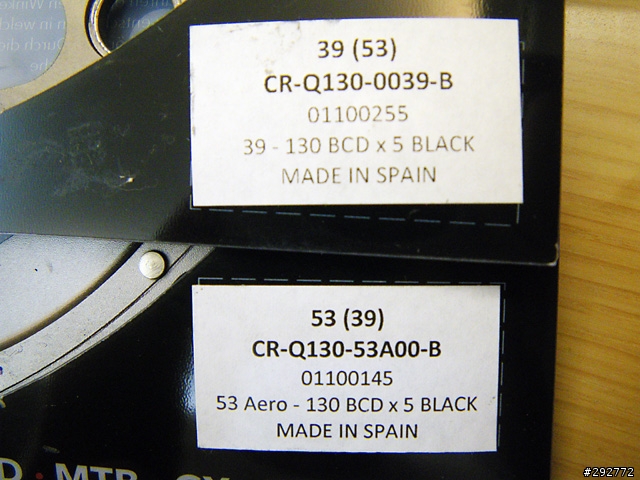 39 (53)
CR-Q130-0039-B
01100255
39 - 130 BCD x 5 BLACK
MADE IN SPAIN
53 (39)
CR-Q130-53A00-B
01100145
53 Aero - 130 BCD x 5 BLACK
MADE IN SPAIN
MTB
#292772